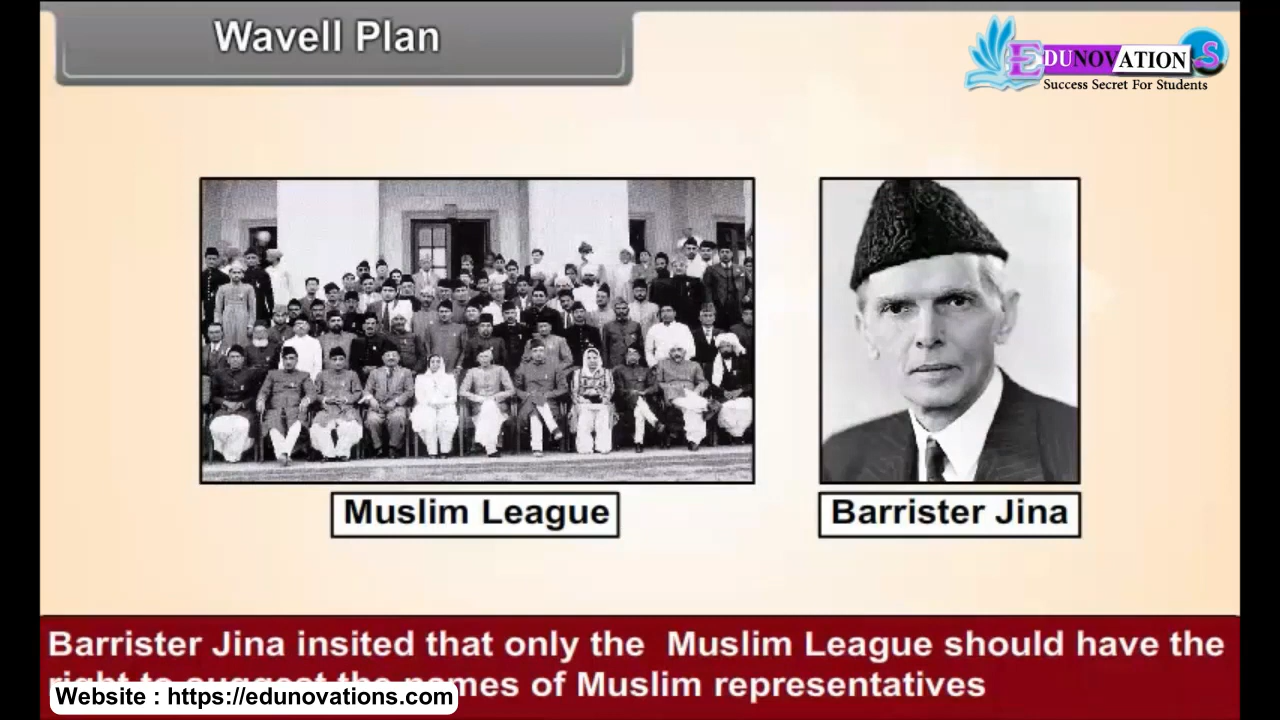 Wavell Plan
EDUNOVATIONS
Success Secret For Students
Muslim League
Barrister Jina
Barrister Jina insited that only the Muslim League should have the
right to suggest the names of Muslim representatives
Website : https://edunovations.com